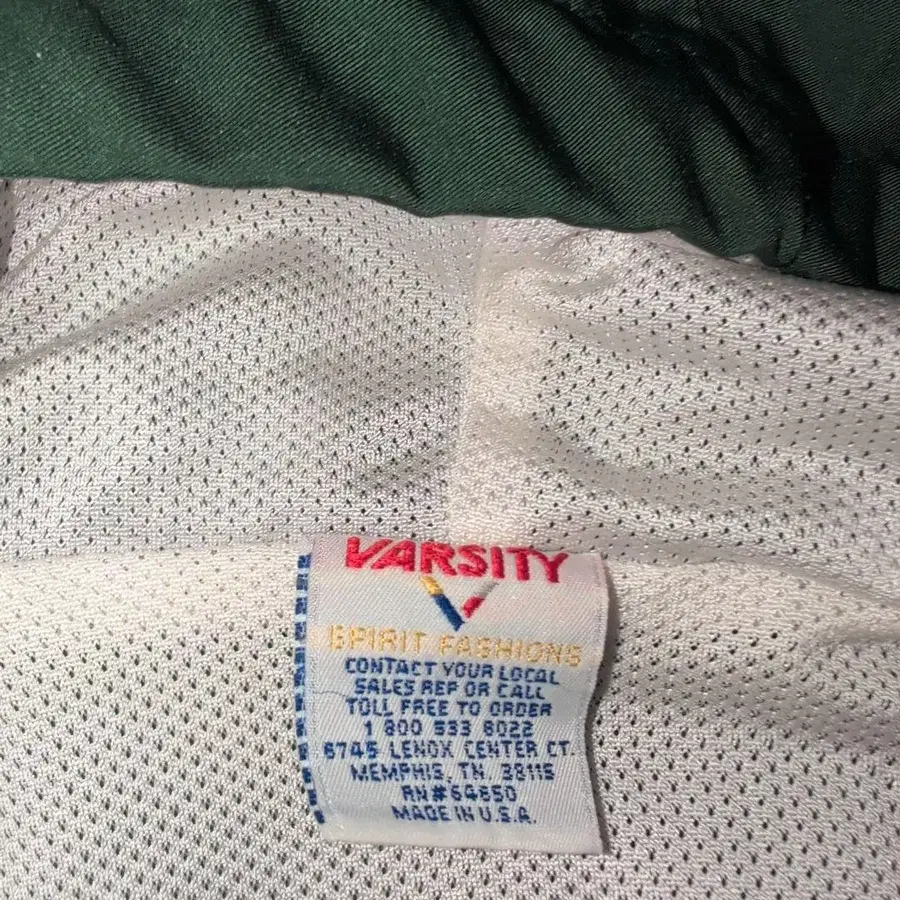 VARSITY
SPIRIT FASHIONS
CONTACT YOUR LOCAL
SALES REP OR CALL
TOLL FREE TO ORDER
1 800 533 8022
6745 LENOX CENTER CT.
MEMPHIS, TN. 38115
RN#64650
MADE IN U.S.A.